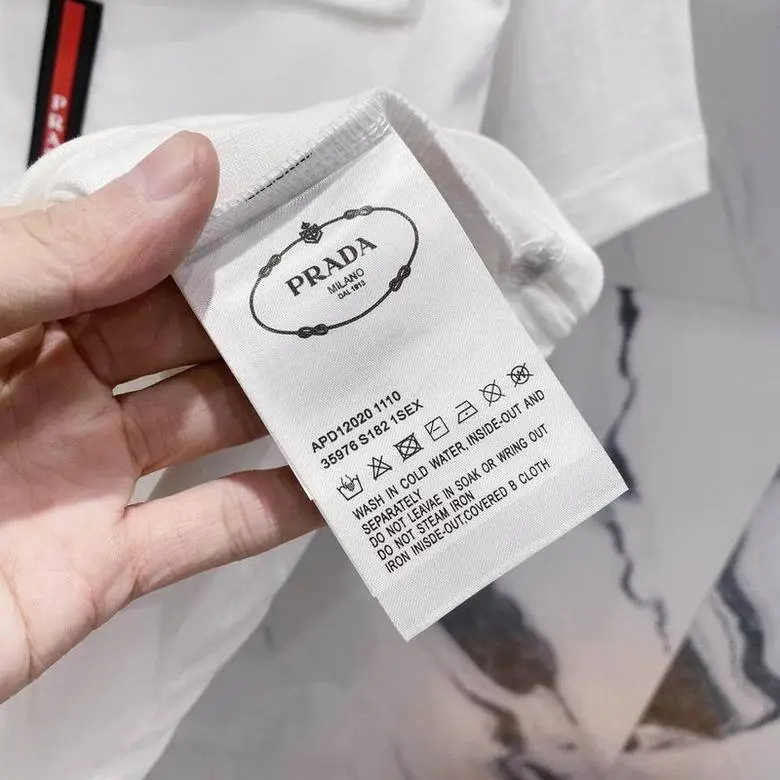 PRA
PRADA
MILANO
DAL 1913
APD12020 1110
35976 S182 1SEX
WASH IN COLD WATER, INSIDE-OUT AND
SEPARATELY
DO NOT LEAVAE IN SOAK OR WRING OUT
DO NOT STEAM IRON
IRON INISDE-OUT.COVERED B CLOTH